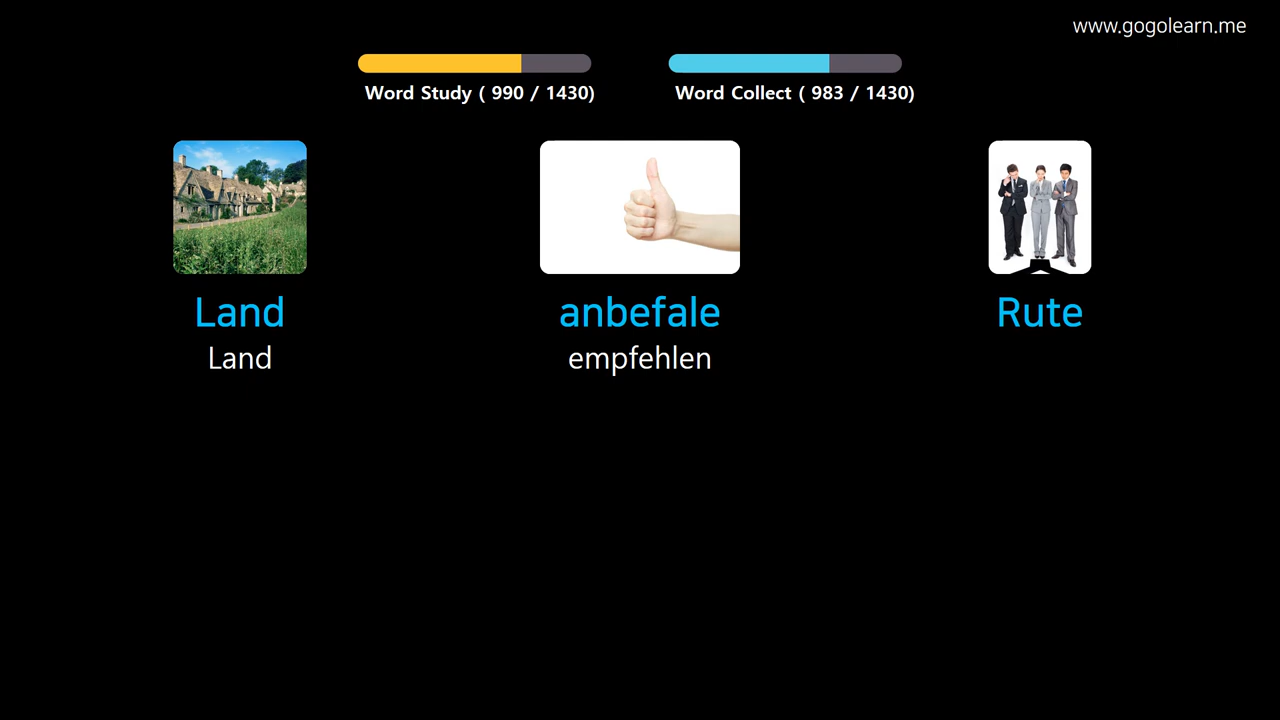 www.gogolearn.me
Word Study ( 990 / 1430)
Word Collect ( 983 / 1430)
Land
anbefale
Rute
Land
empfehlen